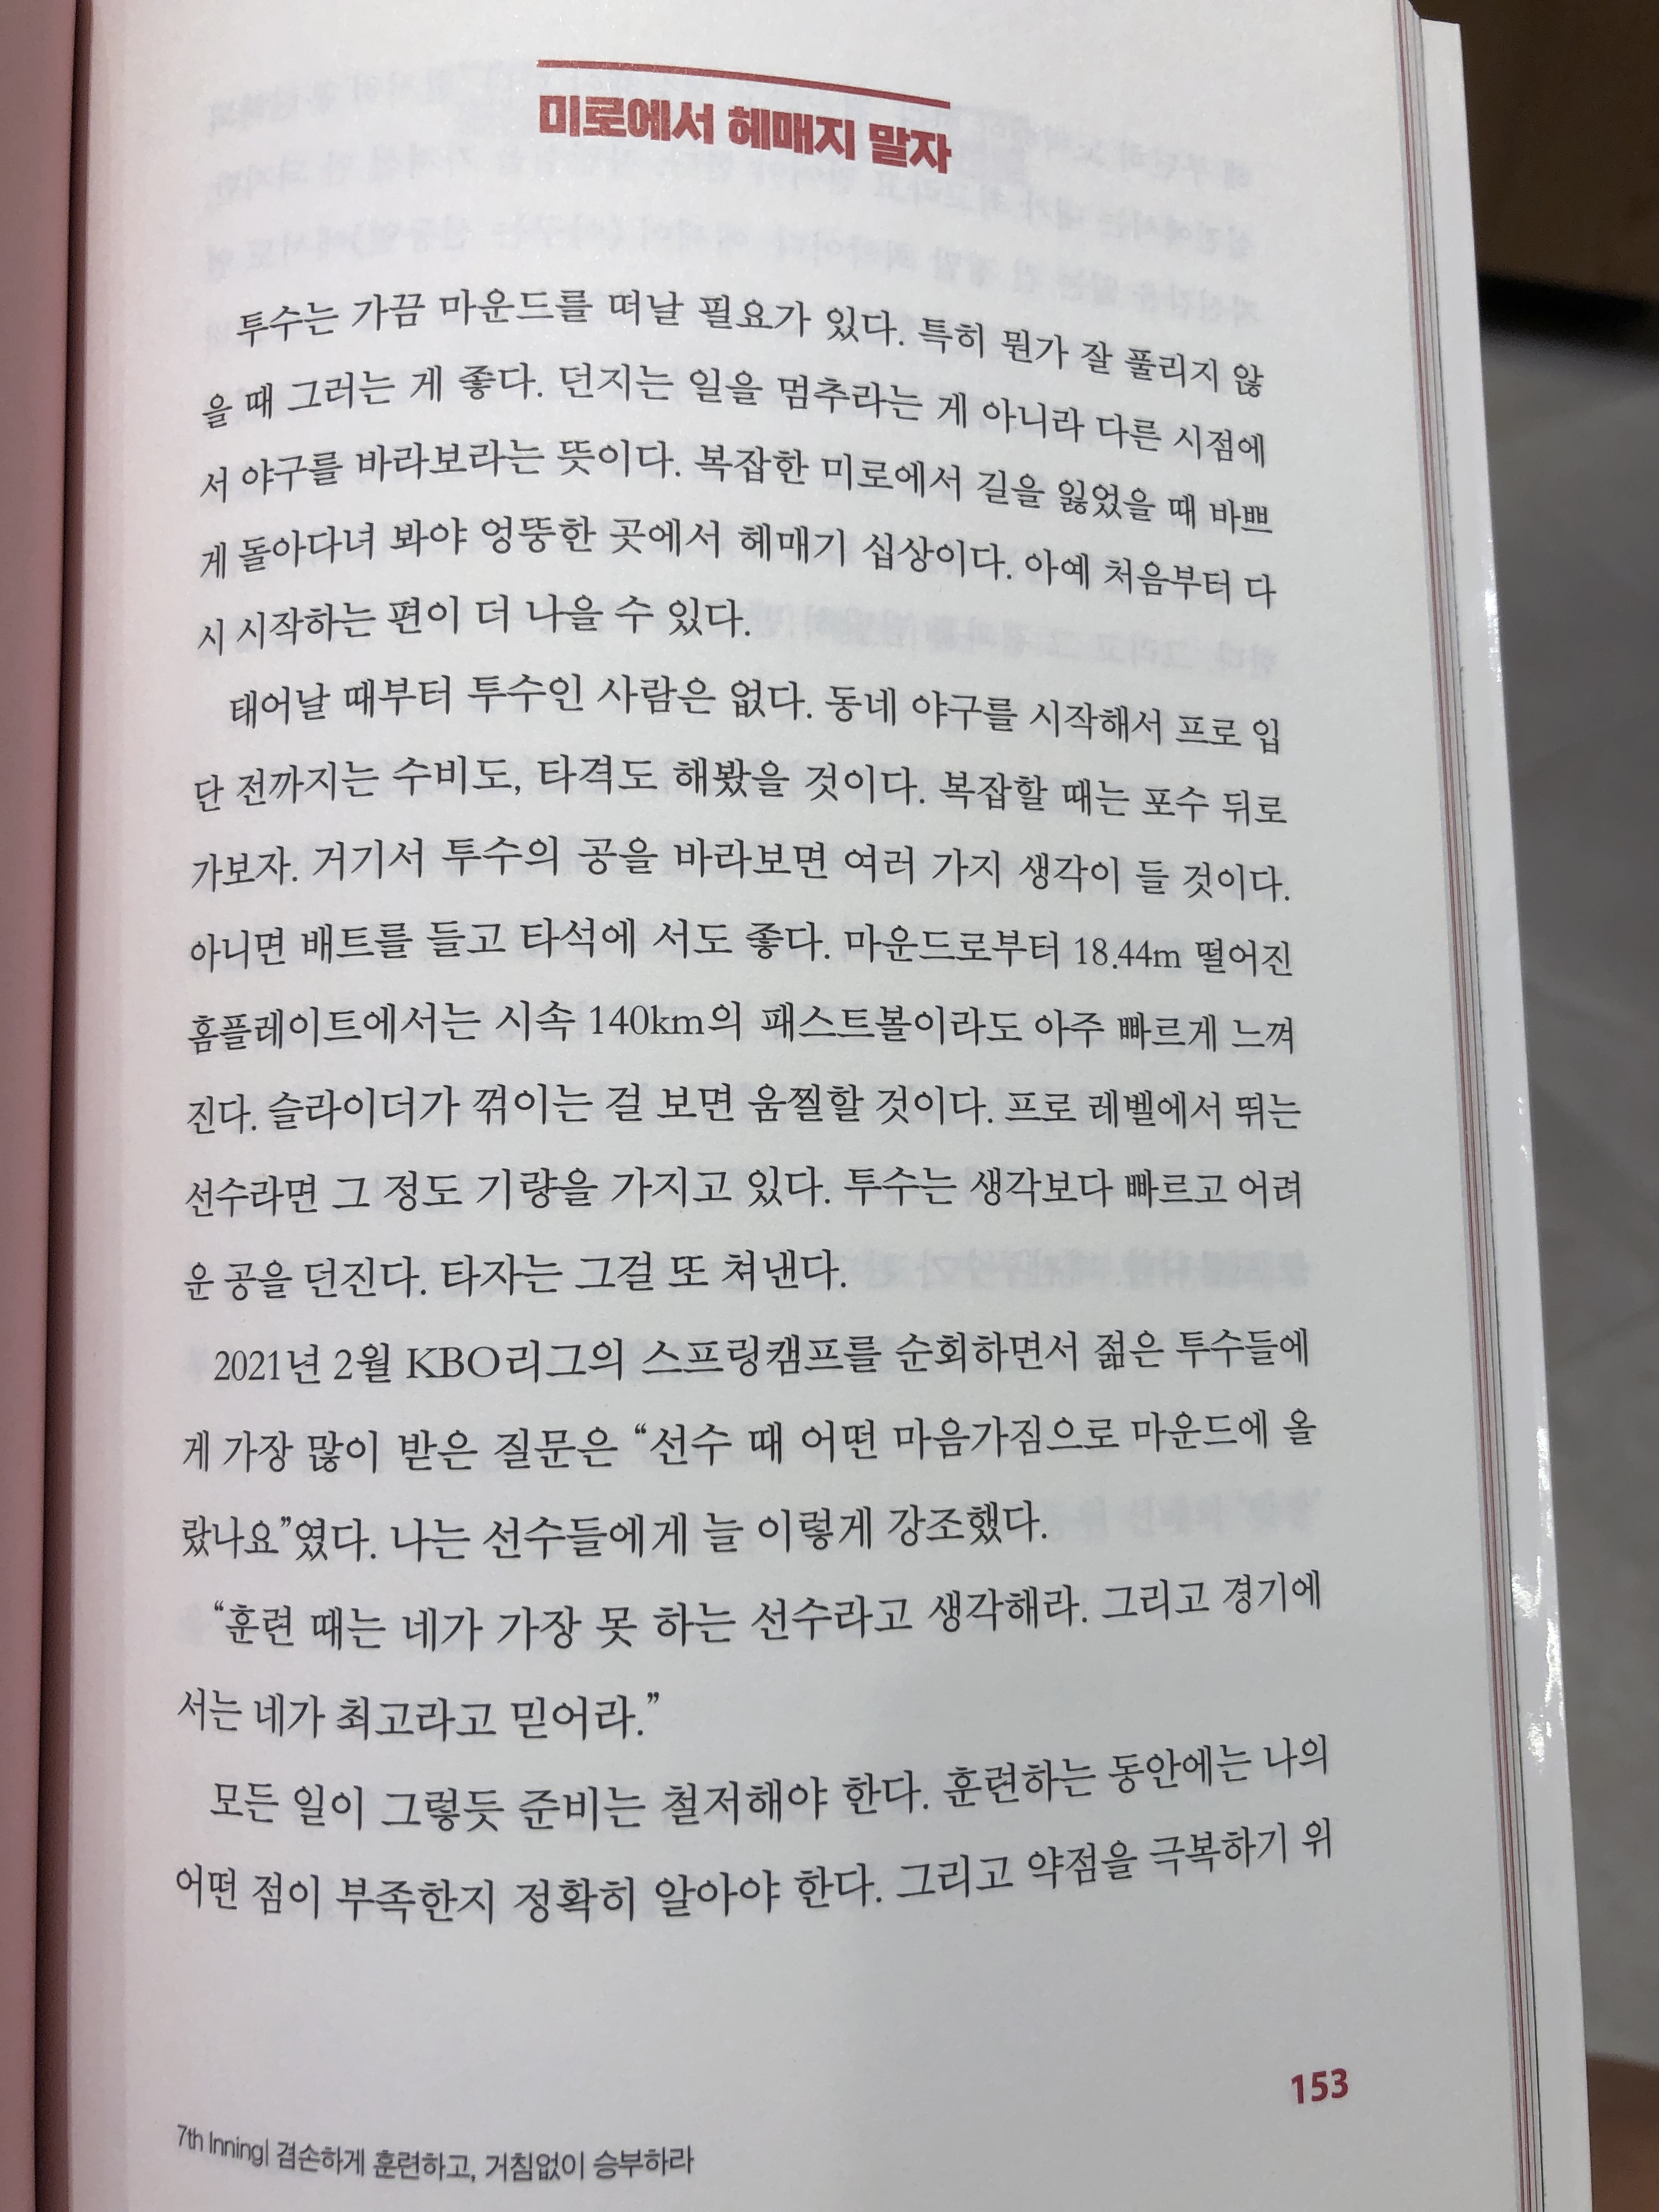 미로에서 헤매지 말자
투수는 가끔 마운드를 떠날 필요가 있다. 특히 뭔가 잘 풀리지 않
을 때 그러는 게 좋다. 던지는 일을 멈추라는 게 아니라 다른 시점에
서 야구를 바라보라는 뜻이다. 복잡한 미로에서 길을 잃었을 때 바쁘
게 돌아다녀 봐야 엉뚱한 곳에서 헤매기 십상이다. 아예 처음부터 다
시 시작하는 편이 더 나을 수 있다.
태어날 때부터 투수인 사람은 없다. 동네 야구를 시작해서 프로 입
단 전까지는 수비도, 타격도 해봤을 것이다. 복잡할 때는 포수 뒤로
가보자. 거기서 투수의 공을 바라보면 여러 가지 생각이 들 것이다.
아니면 배트를 들고 타석에 서도 좋다. 마운드로부터 18.44m 떨어진
홈플레이트에서는 시속 140km의 패스트볼이라도 아주 빠르게 느껴
진다. 슬라이더가 꺾이는 걸 보면 움찔할 것이다. 프로 레벨에서 뛰는
선수라면 그 정도 기량을 가지고 있다. 투수는 생각보다 빠르고 어려
운 공을 던진다. 타자는 그걸 또 쳐낸다.
2021년 2월 KBO리그의 스프링캠프를 순회하면서 젊은 투수들에
게 가장 많이 받은 질문은 “선수 때 어떤 마음가짐으로 마운드에 올
랐나요”였다. 나는 선수들에게 늘 이렇게 강조했다.
“훈련 때는 네가 가장 못 하는 선수라고 생각해라. 그리고 경기에
서는 네가 최고라고 믿어라.”
모든 일이 그렇듯 준비는 철저해야 한다. 훈련하는 동안에는 나의
어떤 점이 부족한지 정확히 알아야 한다. 그리고 약점을 극복하기 위
153
7th Inning| 겸손하게 훈련하고, 거침없이 승부하라